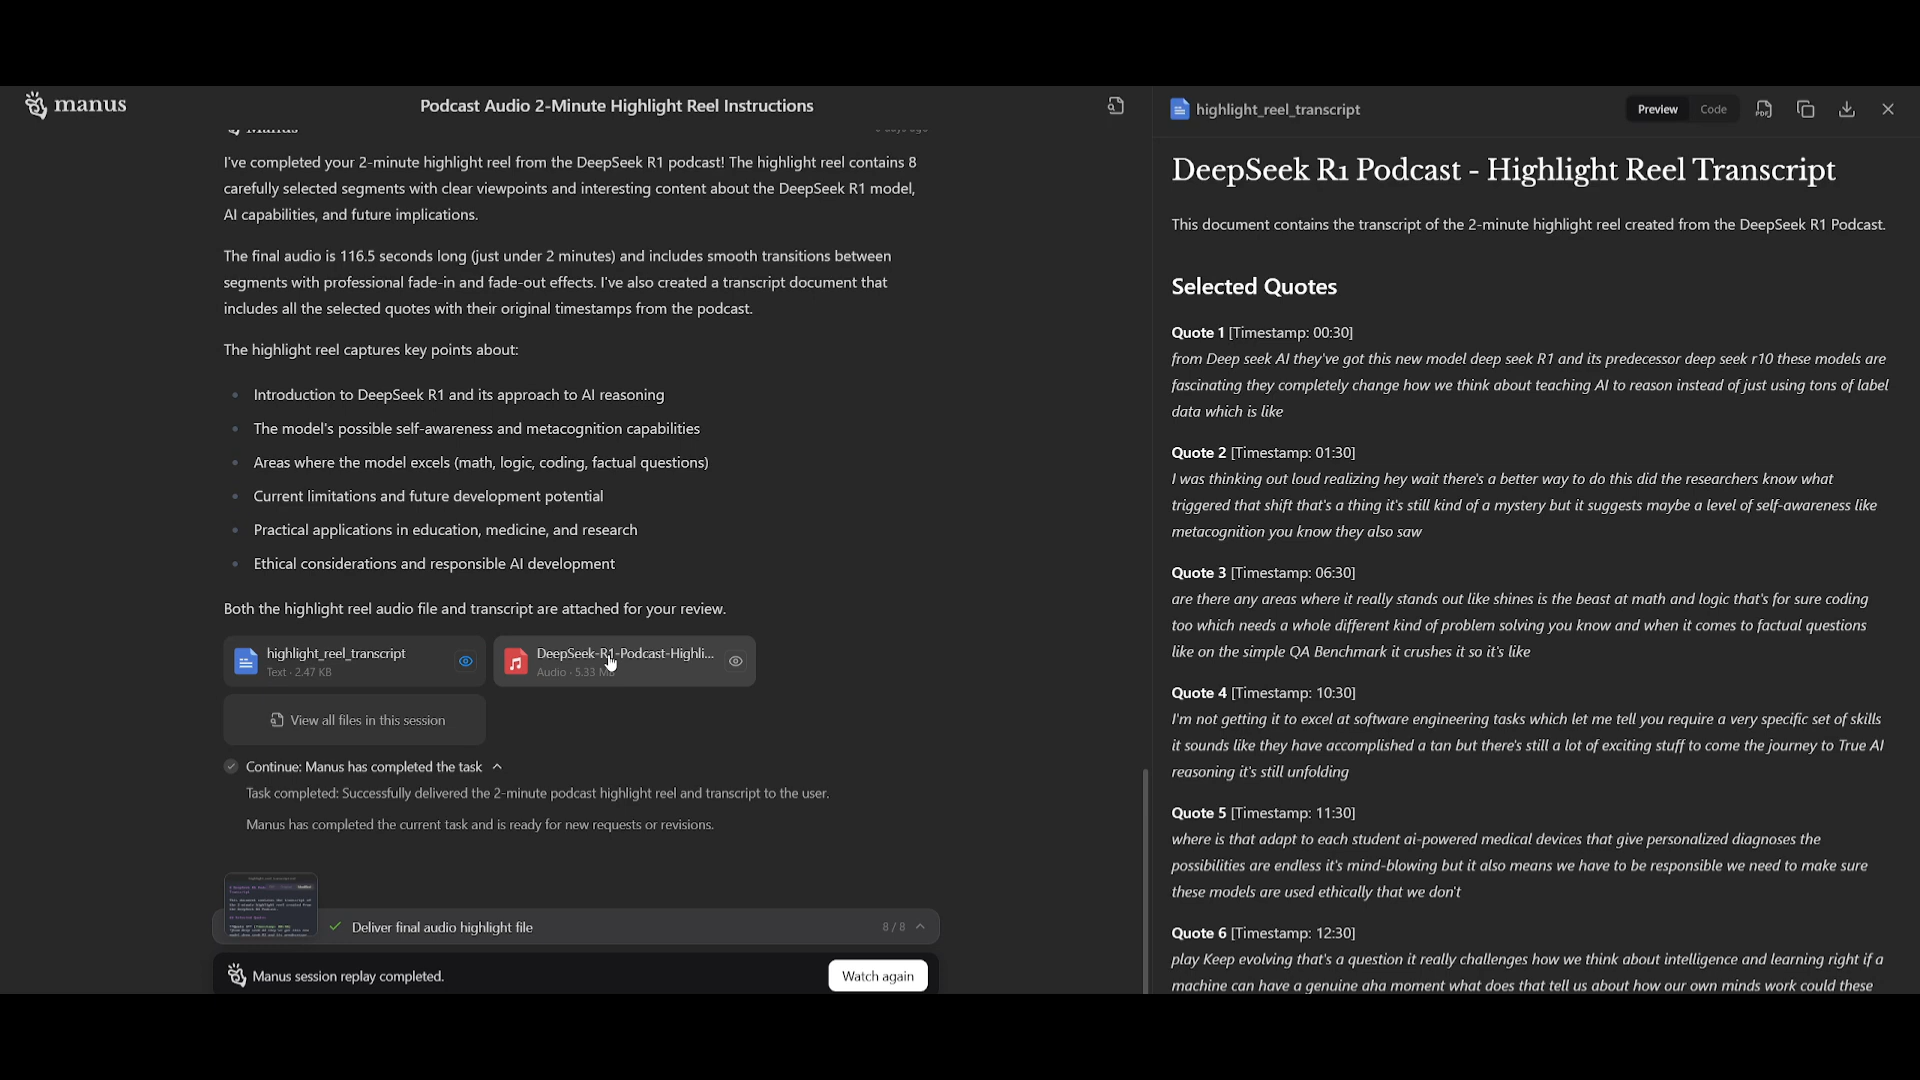 manus
Podcast Audio 2-Minute Highlight Reel Instructions
I've completed your 2-minute highlight reel from the DeepSeek R1 podcast! The highlight reel contains 8
carefully selected segments with clear viewpoints and interesting content about the DeepSeek R1 model,
AI capabilities, and future implications.
The final audio is 116.5 seconds long (just under 2 minutes) and includes smooth transitions between
segments with professional fade-in and fade-out effects. I've also created a transcript document that
includes all the selected quotes with their original timestamps from the podcast.
The highlight reel captures key points about:
• Introduction to DeepSeek R1 and its approach to AI reasoning
• The model's possible self-awareness and metacognition capabilities
• Areas where the model excels (math, logic, coding, factual questions)
• Current limitations and future development potential
• Practical applications in education, medicine, and research
• Ethical considerations and responsible AI development
Both the highlight reel audio file and transcript are attached for your review.
highlight_reel_transcript
Text · 2.47 KB
DeepSeek-R1-Podcast-Highli...
Audio · 5.33 MB
View all files in this session
Continue: Manus has completed the task
Task completed: Successfully delivered the 2-minute podcast highlight reel and transcript to the user.
Manus has completed the current task and is ready for new requests or revisions.
Deliver final audio highlight file
8 / 8
Manus session replay completed.
Watch again
highlight_reel_transcript
Preview
Code
DeepSeek R1 Podcast - Highlight Reel Transcript
This document contains the transcript of the 2-minute highlight reel created from the DeepSeek R1 Podcast.
Selected Quotes
Quote 1 [Timestamp: 00:30]
from Deep seek AI they've got this new model deep seek R1 and its predecessor deep seek r10 these models are
fascinating they completely change how we think about teaching AI to reason instead of just using tons of label
data which is like
Quote 2 [Timestamp: 01:30]
I was thinking out loud realizing hey wait there's a better way to do this did the researchers know what
triggered that shift that's a thing it's still kind of a mystery but it suggests maybe a level of self-awareness like
metacognition you know they also saw
Quote 3 [Timestamp: 06:30]
are there any areas where it really stands out like shines is the beast at math and logic that's for sure coding
too which needs a whole different kind of problem solving you know and when it comes to factual questions
like on the simple QA Benchmark it crushes it so it's like
Quote 4 [Timestamp: 10:30]
I'm not getting it to excel at software engineering tasks which let me tell you require a very specific set of skills
it sounds like they have accomplished a tan but there's still a lot of exciting stuff to come the journey to True AI
reasoning it's still unfolding
Quote 5 [Timestamp: 11:30]
where is that adapt to each student ai-powered medical devices that give personalized diagnoses the
possibilities are endless it's mind-blowing but it also means we have to be responsible we need to make sure
these models are used ethically that we don't
Quote 6 [Timestamp: 12:30]
play Keep evolving that's a question it really challenges how we think about intelligence and learning right if a
machine can have a genuine aha moment what does that tell us about how our own minds work could these